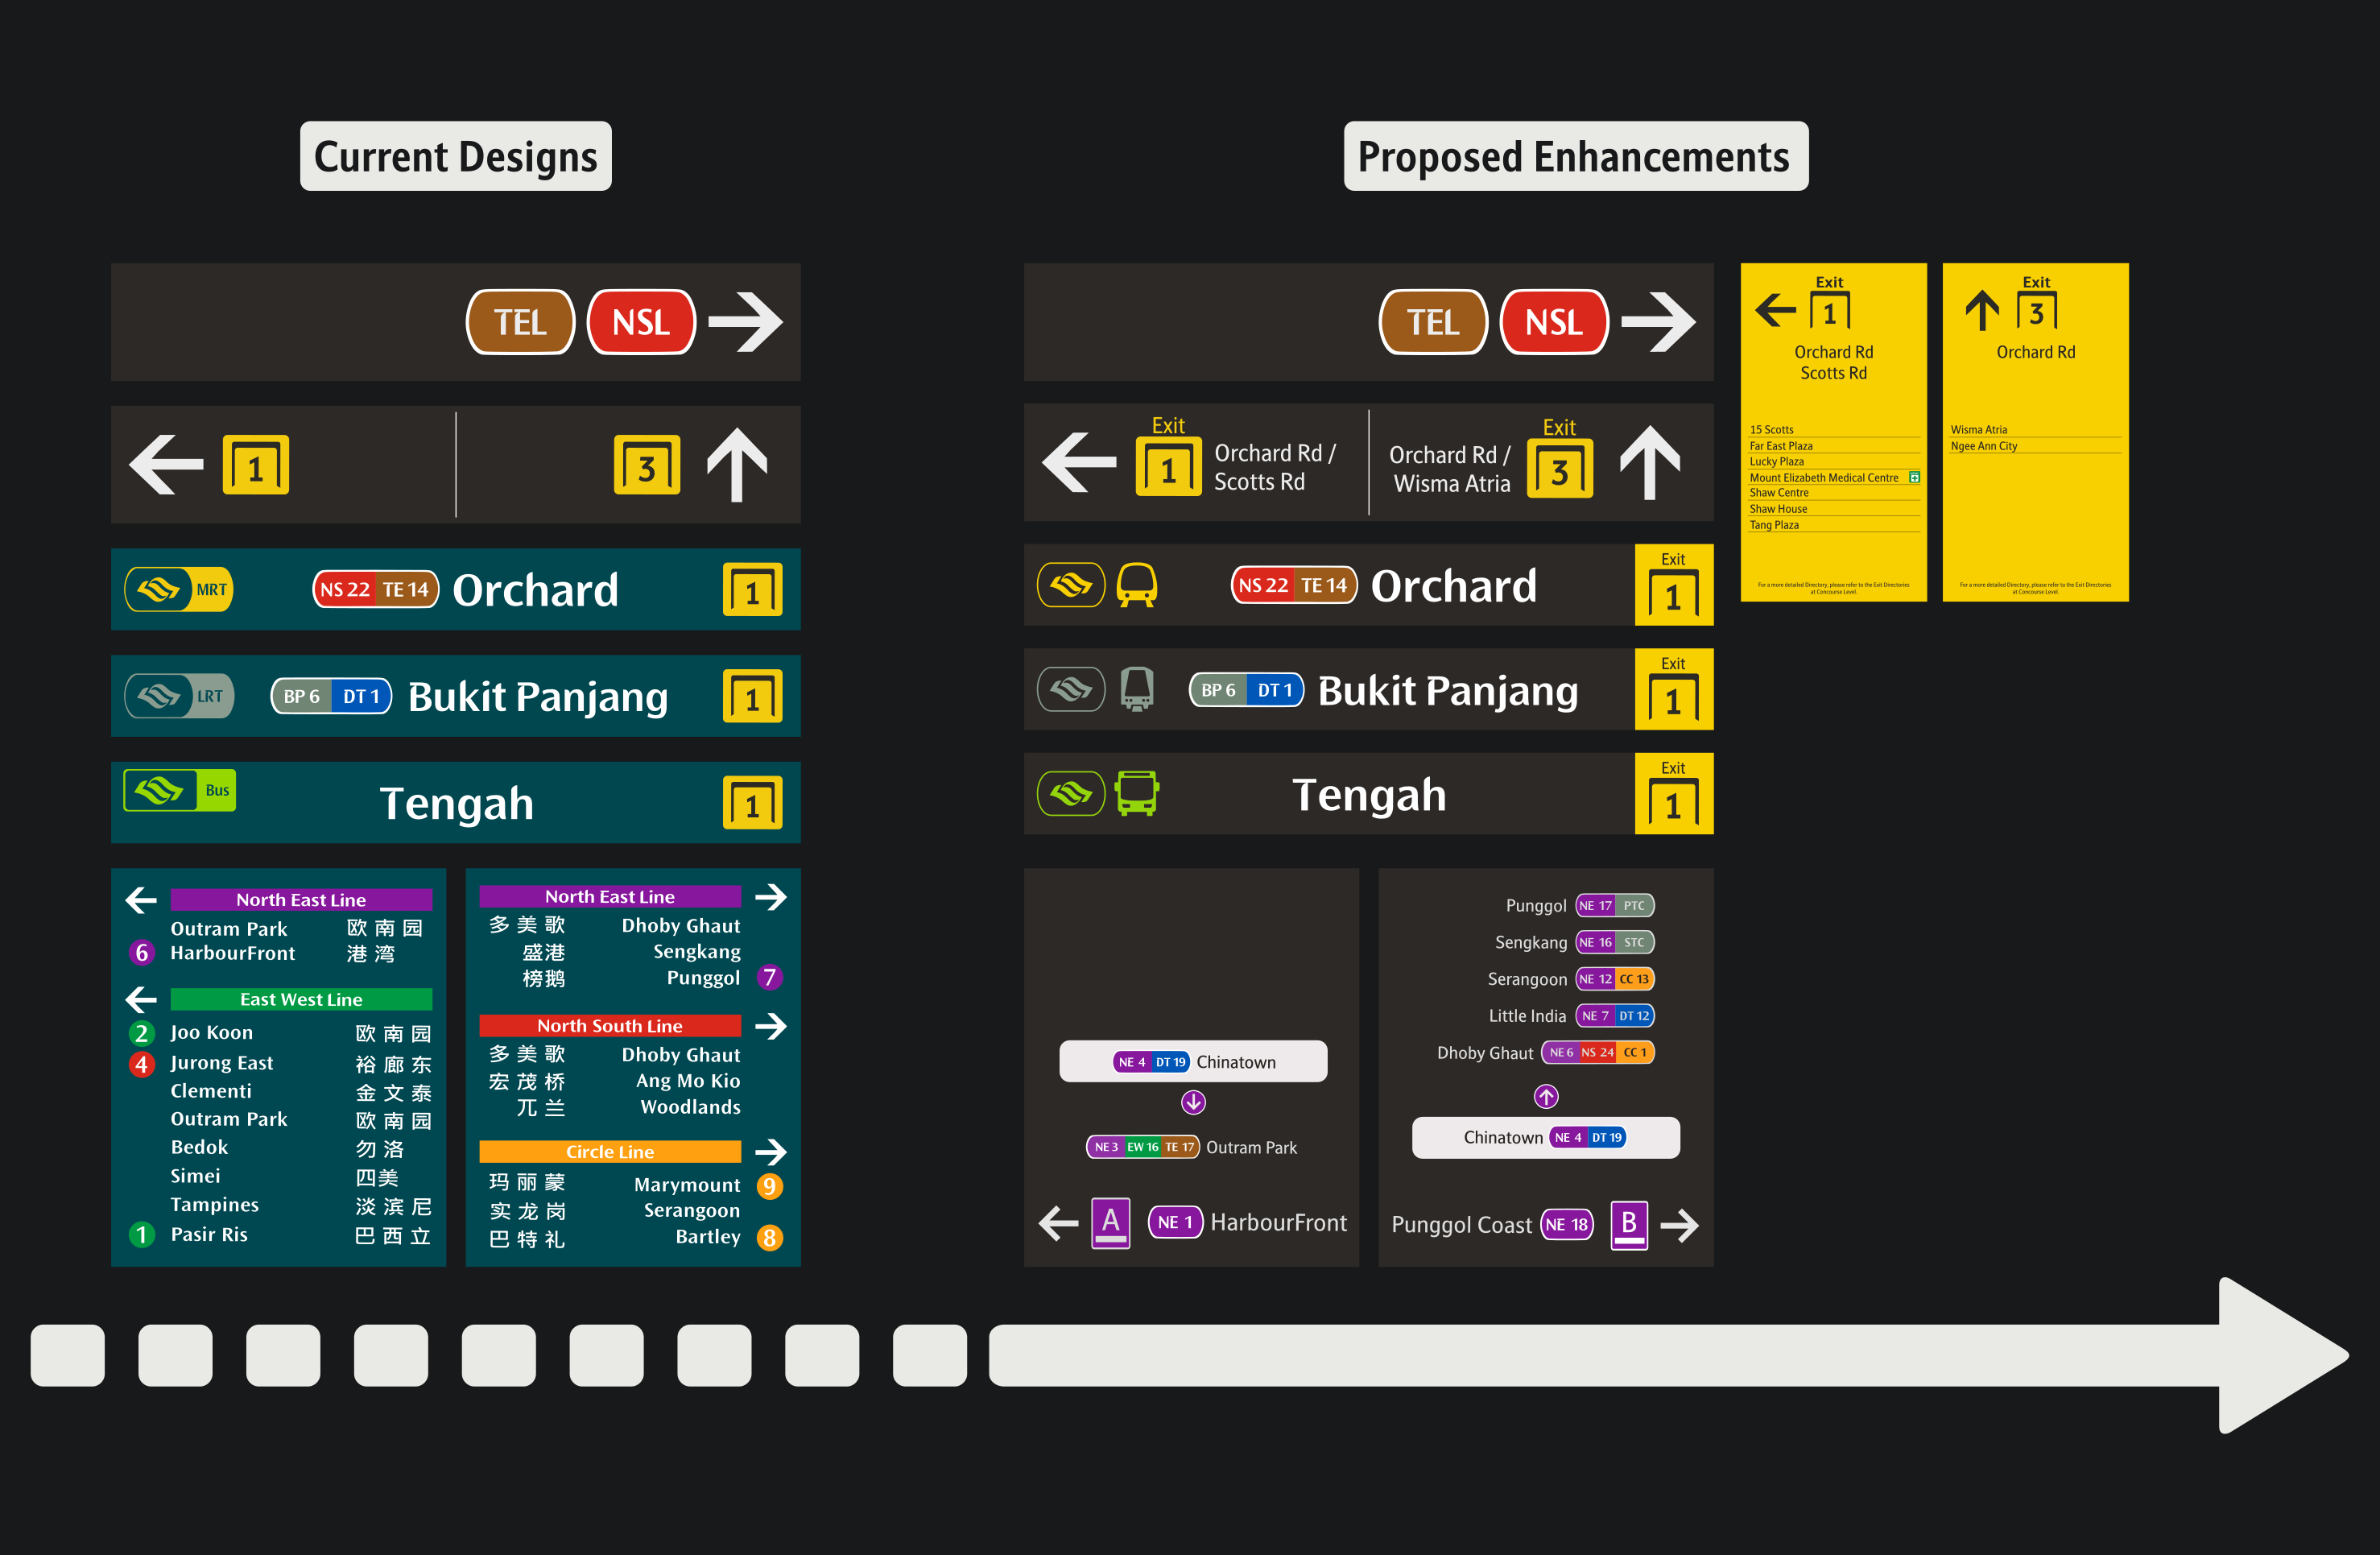 Current Designs
TEL NSL
1
3
MRT NS 22 TE 14 Orchard 1
LRT BP 6 DT 1 Bukit Panjang 1
Bus Tengah 1
North East Line
Outram Park 欧南园
6 HarbourFront 港湾
East West Line
2 Joo Koon 欧南园
4 Jurong East 裕廊东
Clementi 金文泰
Outram Park 欧南园
Bedok 勿洛
Simei 四美
Tampines 淡滨尼
1 Pasir Ris 巴西立
North East Line
多美歌 Dhoby Ghaut
盛港 Sengkang
榜鹅 Punggol 7
North South Line
多美歌 Dhoby Ghaut
宏茂桥 Ang Mo Kio
兀兰 Woodlands
Circle Line
玛丽蒙 Marymount 9
实龙岗 Serangoon
巴特礼 Bartley 8
Proposed Enhancements
TEL NSL
Exit
1
Orchard Rd /
Scotts Rd
Orchard Rd /
Wisma Atria
Exit
3
NS 22 TE 14 Orchard
Exit
1
BP 6 DT 1 Bukit Panjang
Exit
1
Tengah
Exit
1
NE 4 DT 19 Chinatown
NE 3 EW 16 TE 17 Outram Park
A NE 1 HarbourFront
Punggol NE 17 PTC
Sengkang NE 16 STC
Serangoon NE 12 CC 13
Little India NE 7 DT 12
Dhoby Ghaut NE 6 NS 24 CC 1
Chinatown NE 4 DT 19
Punggol Coast NE 18 B
Exit
1
Orchard Rd
Scotts Rd
15 Scotts
Far East Plaza
Lucky Plaza
Mount Elizabeth Medical Centre
Shaw Centre
Shaw House
Tang Plaza
For a more detailed Directory, please refer to the Exit Directories
at Concourse Level.
Exit
3
Orchard Rd
Wisma Atria
Ngee Ann City
For a more detailed Directory, please refer to the Exit Directories
at Concourse Level.